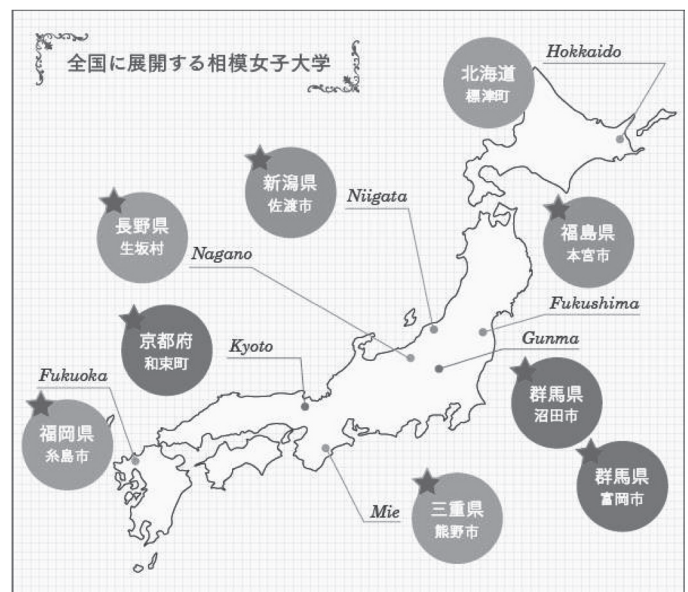 全国に展開する相模女子大学
北海道
標津町
Hokkaido
新潟県
佐渡市
Niigata
長野県
生坂村
Nagano
福島県
本宮市
Fukushima
京都府
和束町
Kyoto
Gunma
群馬県
沼田市
Fukuoka
福岡県
糸島市
群馬県
富岡市
三重県
熊野市
Mie